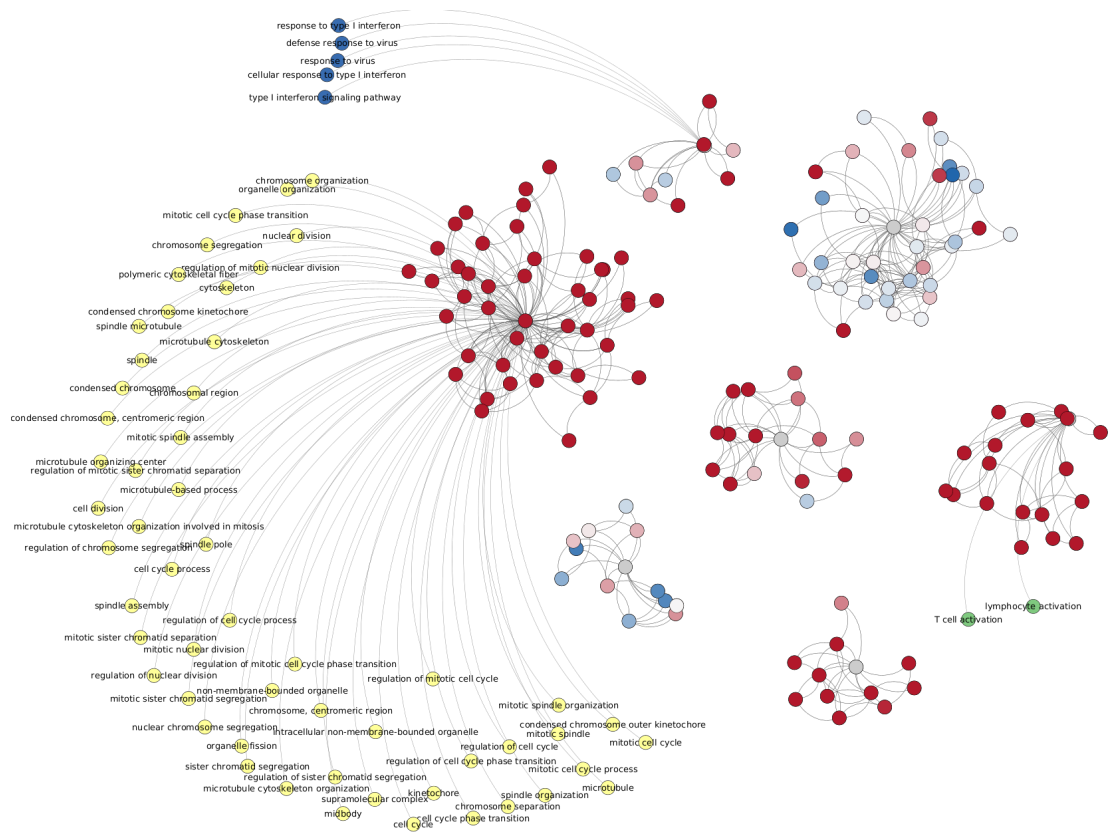 response to type I interferon
defense response to virus
response to virus
cellular response to type I interferon
type I interferon signaling pathway
chromosome organization
organelle organization
mitotic cell cycle phase transition
nuclear division
chromosome segregation
regulation of mitotic nuclear division
polymeric cytoskeletal fiber
cytoskeleton
condensed chromosome kinetochore
spindle microtubule
microtubule cytoskeleton
spindle
condensed chromosome
chromosomal region
condensed chromosome, centromeric region
mitotic spindle assembly
microtubule organizing center
regulation of mitotic sister chromatid separation
microtubule-based process
cell division
microtubule cytoskeleton organization involved in mitosis
spindle pole
regulation of chromosome segregation
cell cycle process
spindle assembly
lymphocyte activation
T cell activation
regulation of cell cycle process
mitotic sister chromatid separation
mitotic nuclear division
regulation of mitotic cell cycle phase transition
regulation of nuclear division
regulation of mitotic cell cycle
non-membrane-bounded organelle
mitotic sister chromatid segregation
mitotic spindle organization
chromosome, centromeric region
condensed chromosome outer kinetochore
nuclear chromosome segregation
intracellular non-membrane-bounded organelle
mitotic spindle
mitotic cell cycle
organelle fission
regulation of cell cycle
regulation of cell cycle phase transition
sister chromatid segregation
mitotic cell cycle process
regulation of sister chromatid segregation
microtubule cytoskeleton organization
microtubule
kinetochore
spindle organization
supramolecular complex
chromosome separation
midbody
cell cycle phase transition
cell cycle